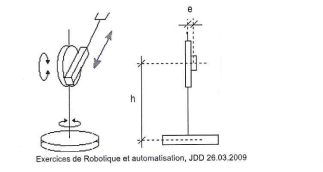 e
h
Exercices de Robotique et automatisation, JDD 26.03.2009